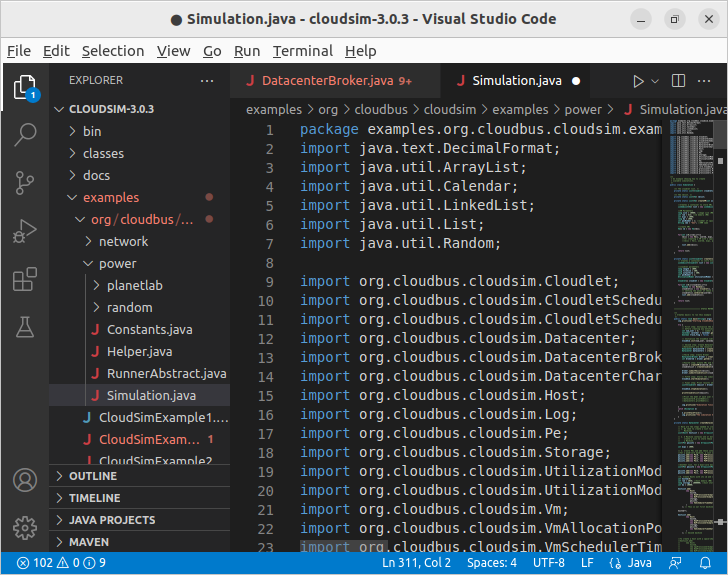 ● Simulation.java - cloudsim-3.0.3 - Visual Studio Code
File Edit Selection View Go Run Terminal Help
EXPLORER ···
J DatacenterBroker.java 9+ J Simulation.java ●
examples > org > cloudbus > cloudsim > examples > power > J Simulation.java
1
CLOUDSIM-3.0.3
bin
classes
docs
examples
org/cloudbus/...
network
power
planetlab
random
J Constants.java
J Helper.java
J RunnerAbstract.java
J Simulation.java
J CloudSimExample1....
J CloudSimExam... 1
J CloudSimExample2
OUTLINE
TIMELINE
JAVA PROJECTS
MAVEN
1 package examples.org.cloudbus.cloudsim.exam
2 import java.text.DecimalFormat;
3 import java.util.ArrayList;
4 import java.util.Calendar;
5 import java.util.LinkedList;
6 import java.util.List;
7 import java.util.Random;
8
9 import org.cloudbus.cloudsim.Cloudlet;
10 import org.cloudbus.cloudsim.CloudletSchedu
11 import org.cloudbus.cloudsim.CloudletSchedu
12 import org.cloudbus.cloudsim.Datacenter;
13 import org.cloudbus.cloudsim.DatacenterBrok
14 import org.cloudbus.cloudsim.DatacenterChar
15 import org.cloudbus.cloudsim.Host;
16 import org.cloudbus.cloudsim.Log;
17 import org.cloudbus.cloudsim.Pe;
18 import org.cloudbus.cloudsim.Storage;
19 import org.cloudbus.cloudsim.UtilizationMod
20 import org.cloudbus.cloudsim.UtilizationMod
21 import org.cloudbus.cloudsim.Vm;
22 import org.cloudbus.cloudsim.VmAllocationPo
23 import org.cloudbus.cloudsim.VmSchedulerTim
102 0 9 Ln 311, Col 2 Spaces: 4 UTF-8 LF {} Java